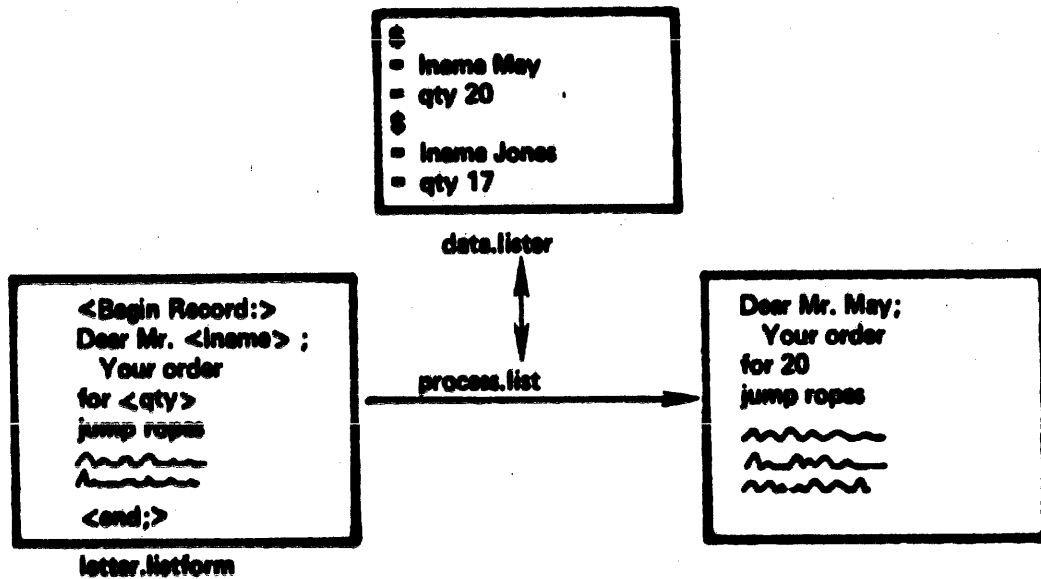 $
= lname May
= qty 20
$
= lname Jones
= qty 17
data.lister
<Begin Record:>
Dear Mr. <lname> ;
Your order
for <qty>
jump ropes
<end;>
letter.listform
process.list
Dear Mr. May;
Your order
for 20
jump ropes